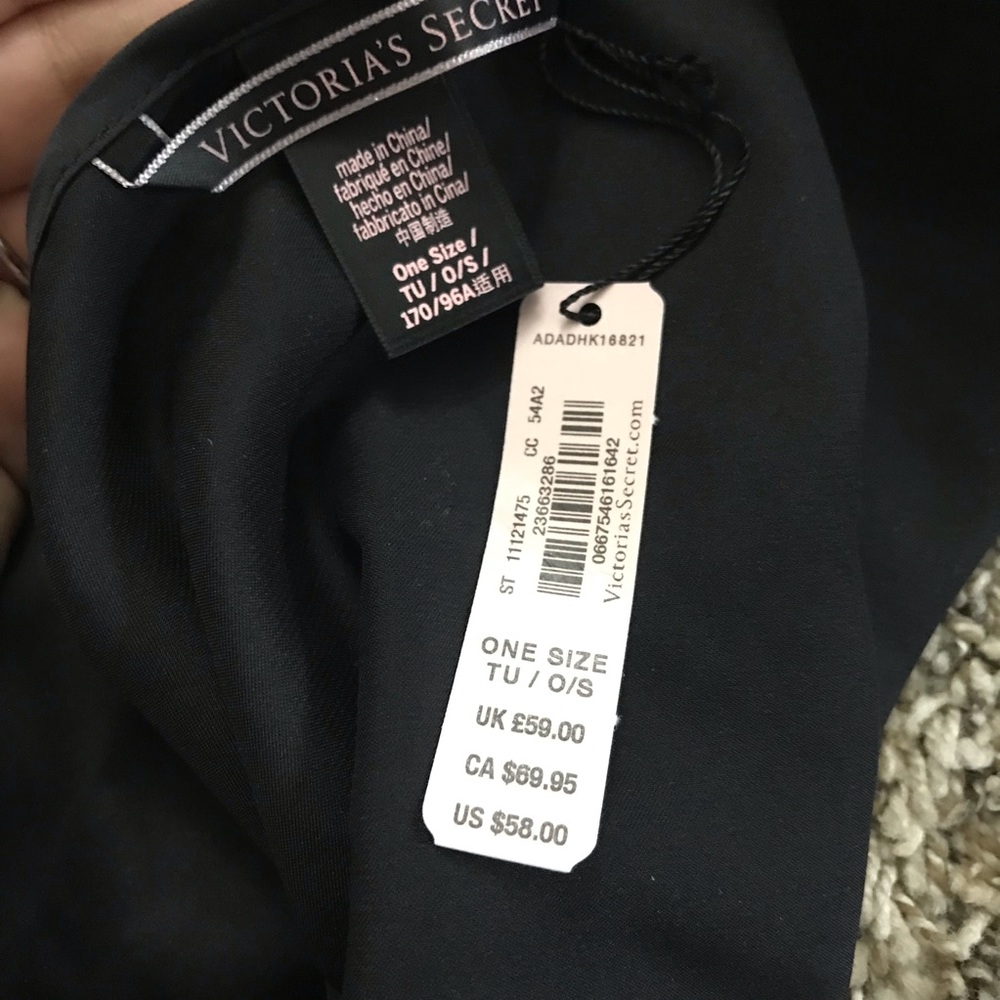 VICTORIA'S SECRET
made in China/
fabriqué en Chine/
hecho en China/
fabbricato in Cina/
中国制造
One Size /
TU / O/S /
170/96A适用
ADADHK16821
ST 11121475 CC 54A2
23663286
0667546161642
VictoriasSecret.com
ONE SIZE
TU / O/S
UK £59.00
CA $69.95
US $58.00